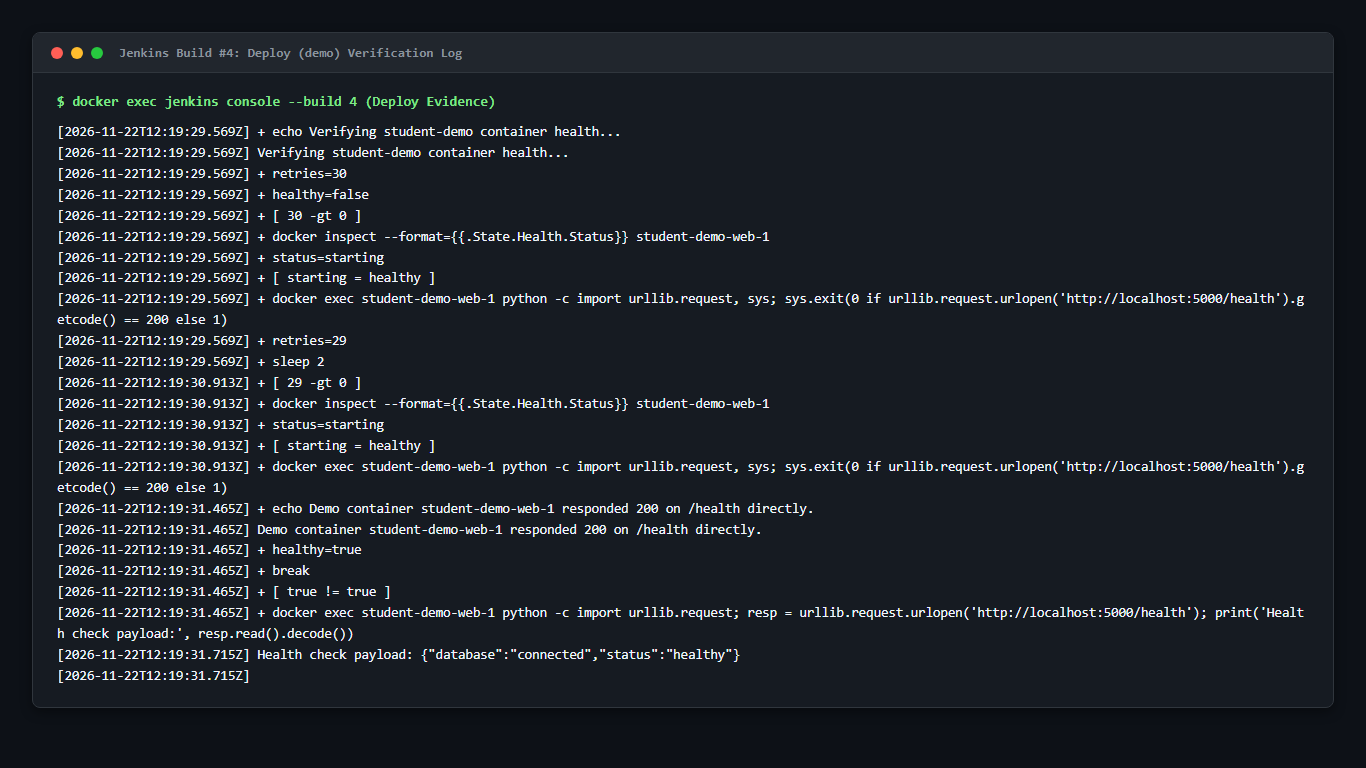 Jenkins Build #4: Deploy (demo) Verification Log
$ docker exec jenkins console --build 4 (Deploy Evidence)
[2026-11-22T12:19:29.569Z] + echo Verifying student-demo container health...
[2026-11-22T12:19:29.569Z] Verifying student-demo container health...
[2026-11-22T12:19:29.569Z] + retries=30
[2026-11-22T12:19:29.569Z] + healthy=false
[2026-11-22T12:19:29.569Z] + [ 30 -gt 0 ]
[2026-11-22T12:19:29.569Z] + docker inspect --format={{.State.Health.Status}} student-demo-web-1
[2026-11-22T12:19:29.569Z] + status=starting
[2026-11-22T12:19:29.569Z] + [ starting = healthy ]
[2026-11-22T12:19:29.569Z] + docker exec student-demo-web-1 python -c import urllib.request, sys; sys.exit(0 if urllib.request.urlopen('http://localhost:5000/health').g
etcode() == 200 else 1)
[2026-11-22T12:19:29.569Z] + retries=29
[2026-11-22T12:19:29.569Z] + sleep 2
[2026-11-22T12:19:30.913Z] + [ 29 -gt 0 ]
[2026-11-22T12:19:30.913Z] + docker inspect --format={{.State.Health.Status}} student-demo-web-1
[2026-11-22T12:19:30.913Z] + status=starting
[2026-11-22T12:19:30.913Z] + [ starting = healthy ]
[2026-11-22T12:19:30.913Z] + docker exec student-demo-web-1 python -c import urllib.request, sys; sys.exit(0 if urllib.request.urlopen('http://localhost:5000/health').g
etcode() == 200 else 1)
[2026-11-22T12:19:31.465Z] + echo Demo container student-demo-web-1 responded 200 on /health directly.
[2026-11-22T12:19:31.465Z] Demo container student-demo-web-1 responded 200 on /health directly.
[2026-11-22T12:19:31.465Z] + healthy=true
[2026-11-22T12:19:31.465Z] + break
[2026-11-22T12:19:31.465Z] + [ true != true ]
[2026-11-22T12:19:31.465Z] + docker exec student-demo-web-1 python -c import urllib.request; resp = urllib.request.urlopen('http://localhost:5000/health'); print('Healt
h check payload:', resp.read().decode())
[2026-11-22T12:19:31.715Z] Health check payload: {"database":"connected","status":"healthy"}
[2026-11-22T12:19:31.715Z]